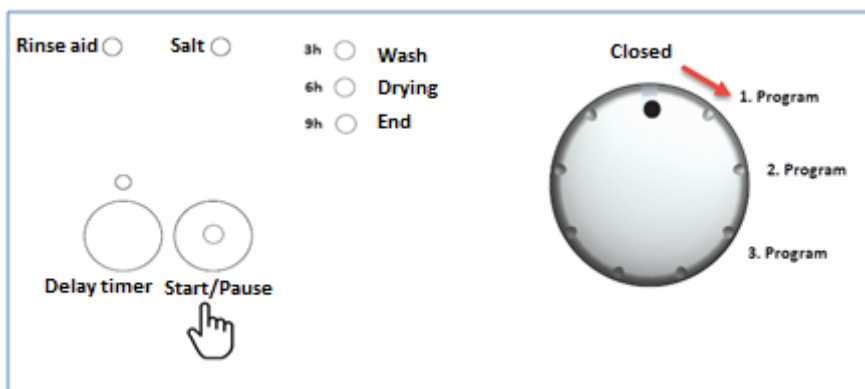 Rinse aid
Salt
3h Wash
6h Drying
9h End
Closed
1. Program
2. Program
3. Program
Delay timer
Start/Pause